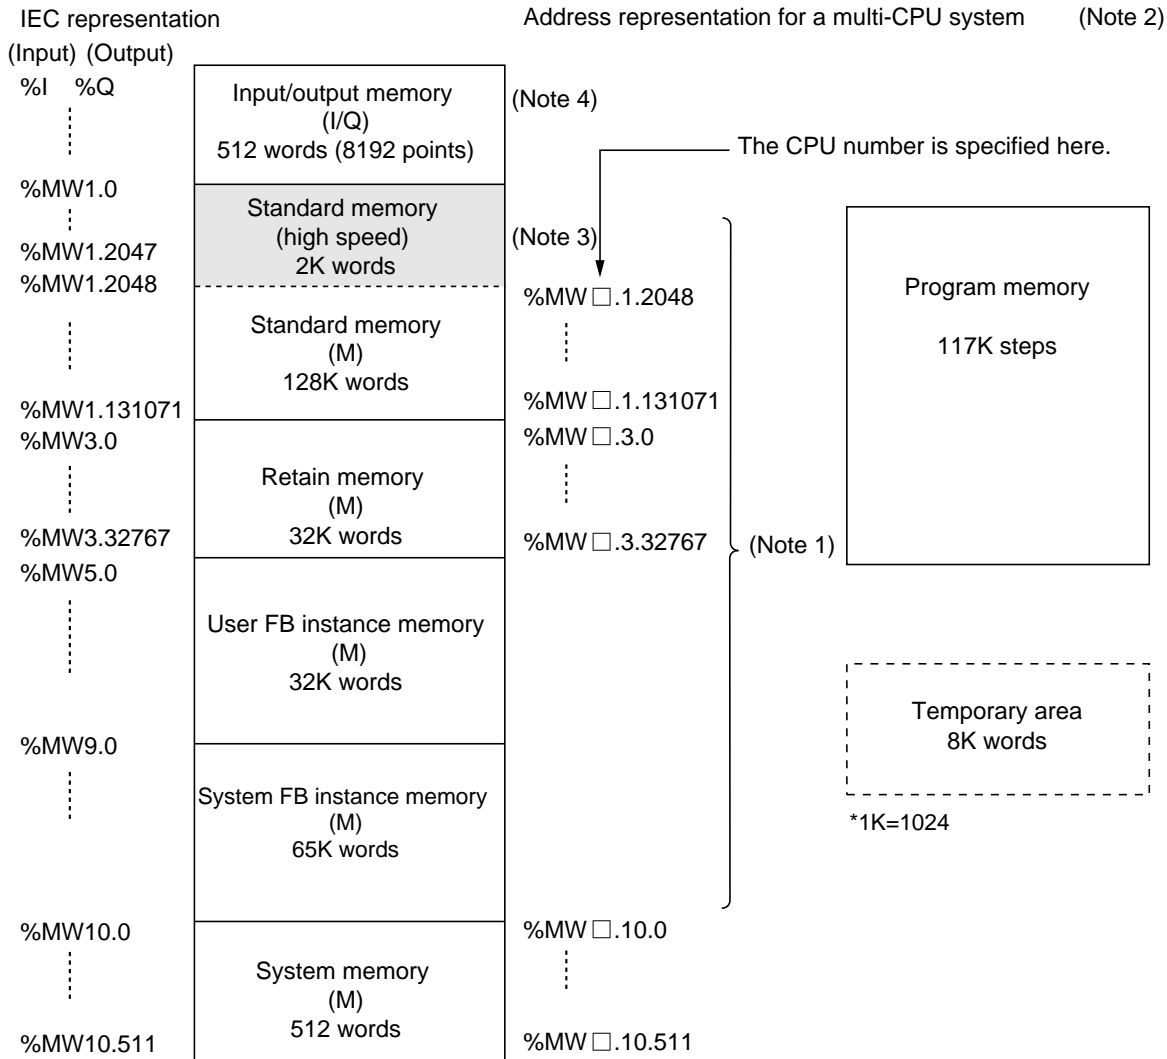 IEC representation
Address representation for a multi-CPU system (Note 2)
(Input) (Output)
%I %Q
Input/output memory
(I/Q)
512 words (8192 points)
(Note 4)
The CPU number is specified here.
%MW1.0
%MW1.2047
%MW1.2048
Standard memory
(high speed)
2K words
(Note 3)
%MW □.1.2048
Standard memory
(M)
128K words
%MW1.131071
%MW □.1.131071
%MW3.0
%MW □.3.0
Retain memory
(M)
32K words
%MW3.32767
%MW □.3.32767
(Note 1)
%MW5.0
User FB instance memory
(M)
32K words
%MW9.0
System FB instance memory
(M)
65K words
%MW10.0
%MW □.10.0
System memory
(M)
512 words
%MW10.511
%MW □.10.511
Program memory
117K steps
Temporary area
8K words
*1K=1024